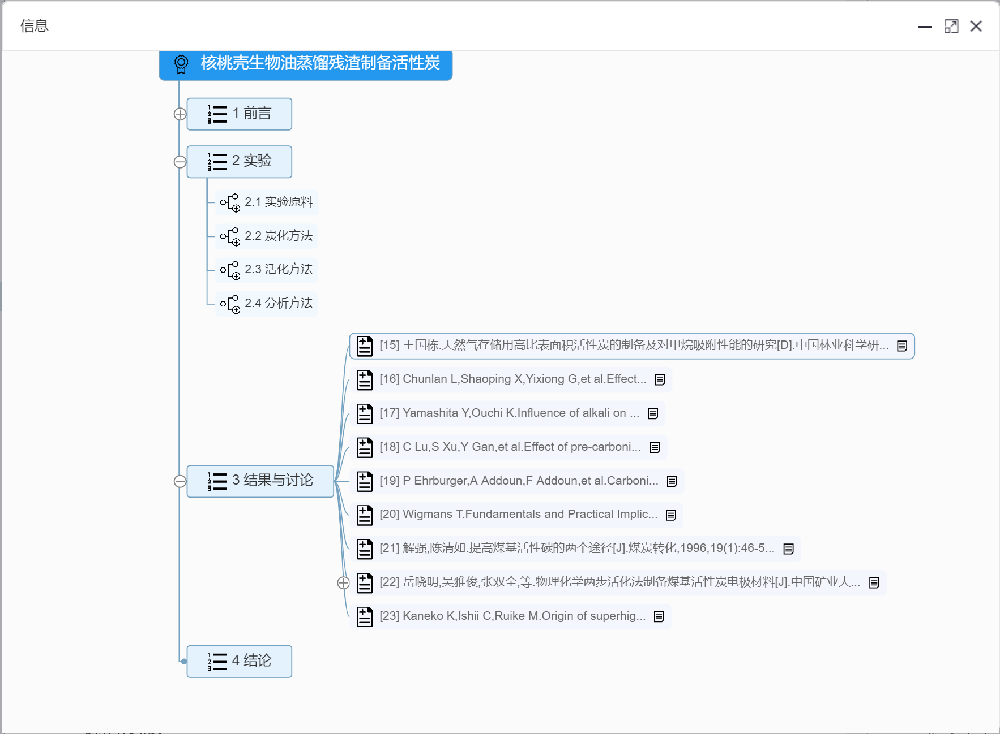 信息
核桃壳生物油蒸馏残渣制备活性炭
1 前言
2 实验
2.1 实验原料
2.2 炭化方法
2.3 活化方法
2.4 分析方法
[15] 王国栋.天然气存储用高比表面积活性炭的制备及对甲烷吸附性能的研究[D].中国林业科学研...
[16] Chunlan L,Shaoping X,Yixiong G,et al.Effect...
[17] Yamashita Y,Ouchi K.Influence of alkali on ...
[18] C Lu,S Xu,Y Gan,et al.Effect of pre-carboni...
3 结果与讨论
[19] P Ehrburger,A Addoun,F Addoun,et al.Carboni...
[20] Wigmans T.Fundamentals and Practical Implic...
[21] 解强,陈清如.提高煤基活性碳的两个途径[J].煤炭转化,1996,19(1):46-5...
[22] 岳晓明,吴雅俊,张双全,等.物理化学两步活化法制备煤基活性炭电极材料[J].中国矿业大...
[23] Kaneko K,Ishii C,Ruike M.Origin of superhig...
4 结论